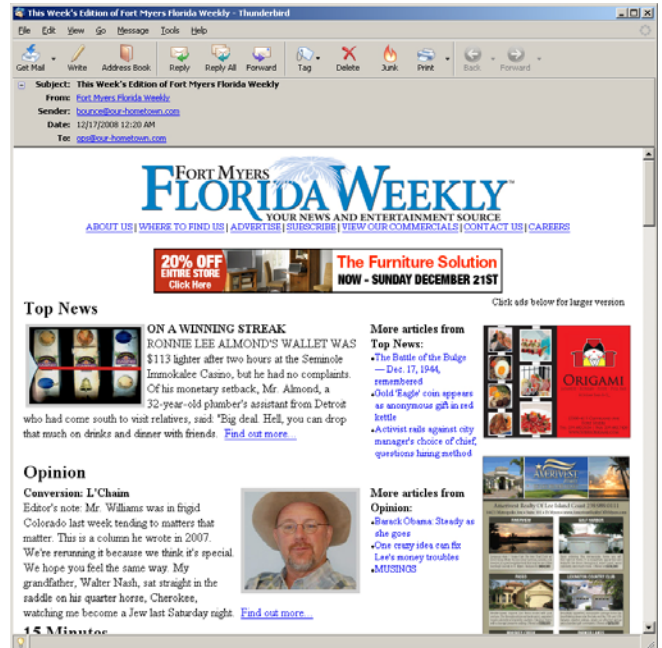 This Week's Edition of Fort Myers Florida Weekly - Thunderbird
File Edit View Go Message Tools Help
Get Mail Write Address Book Reply Reply All Forward Tag Delete Junk Print Back Forward
Subject: This Week's Edition of Fort Myers Florida Weekly
From: Fort Myers Florida Weekly
Sender: bounce@our-hometown.com
Date: 12/17/2008 12:20 AM
To: ops@our-hometown.com
FORT MYERS
FLORIDA WEEKLY
YOUR NEWS AND ENTERTAINMENT SOURCE
ABOUT US | WHERE TO FIND US | ADVERTISE | SUBSCRIBE | VIEW OUR COMMERCIALS | CONTACT US | CAREERS
20% OFF
ENTIRE STORE
Click Here
The Furniture Solution
NOW - SUNDAY DECEMBER 21ST
Top News
ON A WINNING STREAK
RONNIE LEE ALMOND'S WALLET WAS
$113 lighter after two hours at the Seminole
Immokalee Casino, but he had no complaints.
Of his monetary setback, Mr. Almond, a
32-year-old plumber's assistant from Detroit
who had come south to visit relatives, said: "Big deal. Hell, you can drop
that much on drinks and dinner with friends. Find out more...
More articles from
Top News:
•The Battle of the Bulge
— Dec. 17, 1944,
remembered
•Gold 'Eagle' coin appears
as anonymous gift in red
kettle
•Activist rails against city
manager's choice of chief,
questions hiring method
Click ads below for larger version
ORIGAMI
Opinion
Conversion: L'Chaim
Editor's note: Mr. Williams was in frigid
Colorado last week tending to matters that
matter. This is a column he wrote in 2007.
We're rerunning it because we think it's special.
We hope you feel the same way. My
grandfather, Walter Nash, sat straight in the
saddle on his quarter horse, Cherokee,
watching me become a Jew last Saturday night. Find out more...
More articles from
Opinion:
•Barack Obama: Steady as
she goes
•One crazy idea can fix
Lee's money troubles
•MUSINGS
AMERIVEST
Amerivest Realty Of Lee Island Coast
15 Minutes